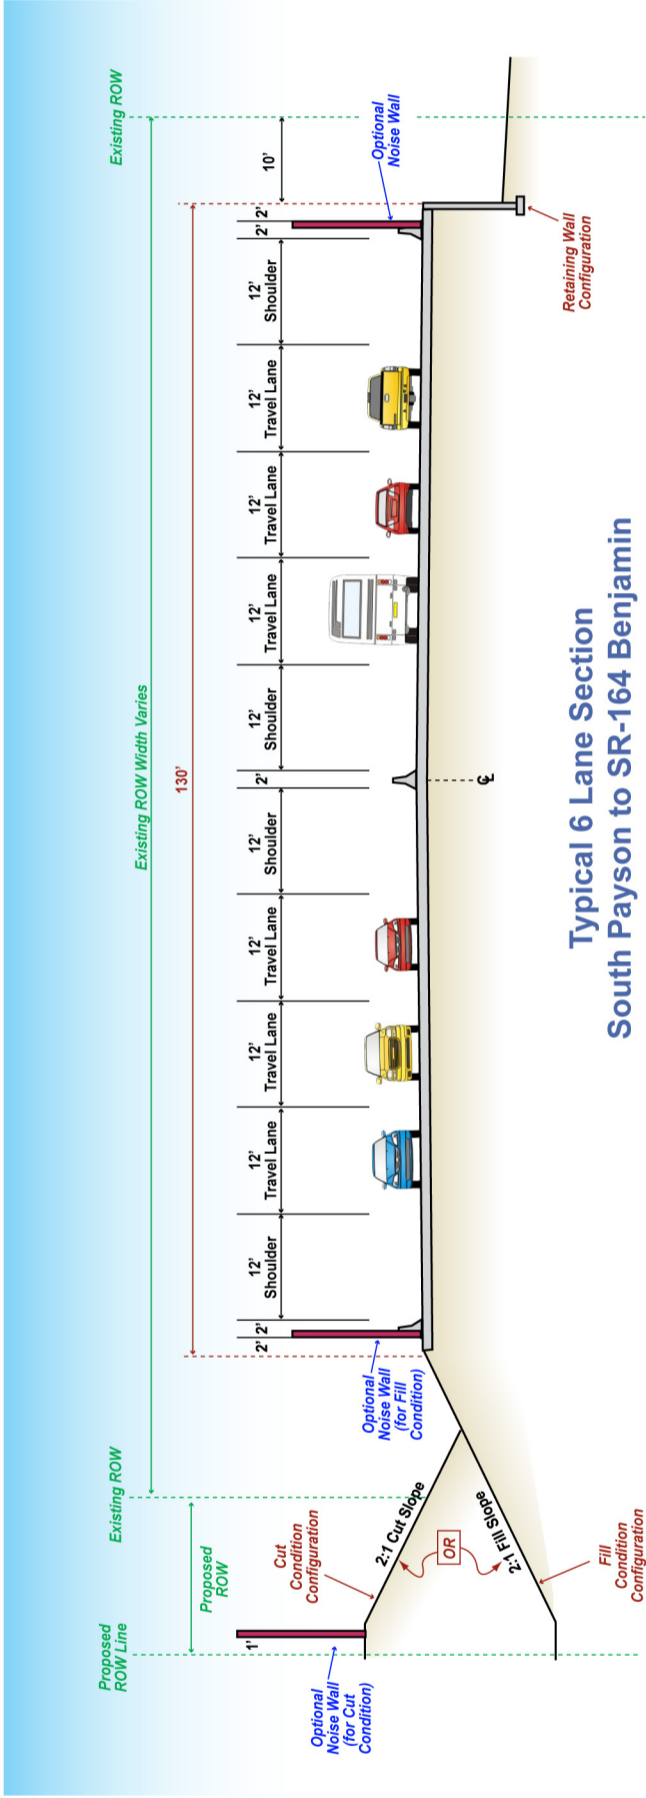 Proposed
ROW Line
Existing ROW
Existing ROW
Existing ROW Width Varies
Proposed
ROW
130'
10'
1'
2' 2'
12'
Shoulder
12'
Travel Lane
12'
Travel Lane
12'
Travel Lane
12'
Shoulder
2'
12'
Shoulder
12'
Travel Lane
12'
Travel Lane
12'
Travel Lane
12'
Shoulder
2' 2'
Optional
Noise Wall
(for Cut
Condition)
Cut
Condition
Configuration
Optional
Noise Wall
(for Fill
Condition)
Optional
Noise Wall
2:1 Cut Slope
OR
2:1 Fill Slope
Fill
Condition
Configuration
CL
Retaining Wall
Configuration
Typical 6 Lane Section
South Payson to SR-164 Benjamin